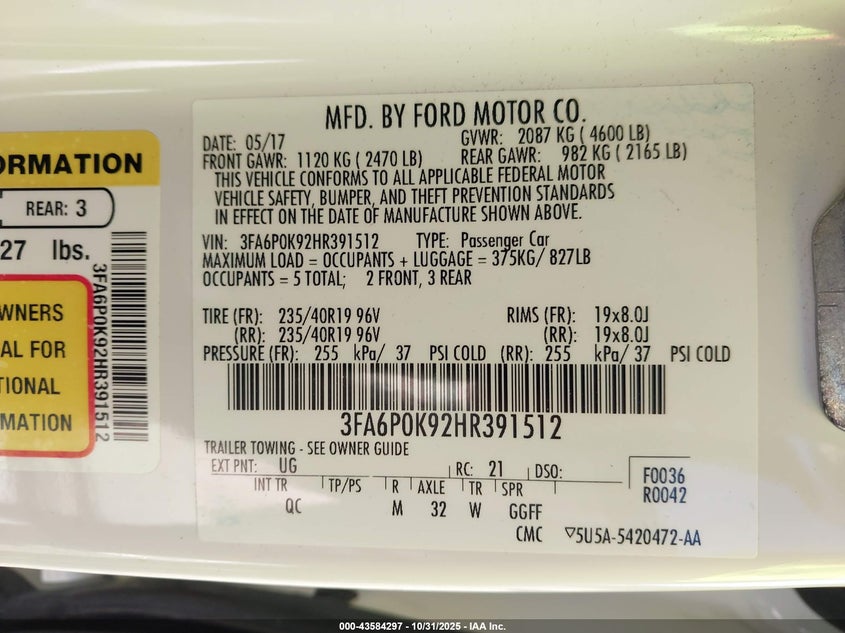 MFD. BY FORD MOTOR CO.
DATE: 05/17 GVWR: 2087 KG ( 4600 LB)
FRONT GAWR: 1120 KG ( 2470 LB) REAR GAWR: 982 KG ( 2165 LB)
THIS VEHICLE CONFORMS TO ALL APPLICABLE FEDERAL MOTOR
VEHICLE SAFETY, BUMPER, AND THEFT PREVENTION STANDARDS
IN EFFECT ON THE DATE OF MANUFACTURE SHOWN ABOVE.
VIN: 3FA6P0K92HR391512 TYPE: Passenger Car
MAXIMUM LOAD = OCCUPANTS + LUGGAGE = 375KG/ 827LB
OCCUPANTS = 5 TOTAL; 2 FRONT, 3 REAR
TIRE (FR): 235/40R19 96V RIMS (FR): 19x8.0J
(RR): 235/40R19 96V (RR): 19x8.0J
PRESSURE (FR): 255 kPa/ 37 PSI COLD (RR): 255 kPa/ 37 PSI COLD
3FA6P0K92HR391512
TRAILER TOWING - SEE OWNER GUIDE
EXT PNT: UG RC: 21 DSO:
INT TR TP/PS R AXLE TR SPR
QC M 32 W GGFF
F0036
R0042
CMC ▽5U5A-5420472-AA
ORMATION
REAR: 3
27 lbs.
WNERS
AL FOR
TIONAL
MATION
3FA6P0K92HR391512
000-43584297 - 10/31/2025 - IAA Inc.